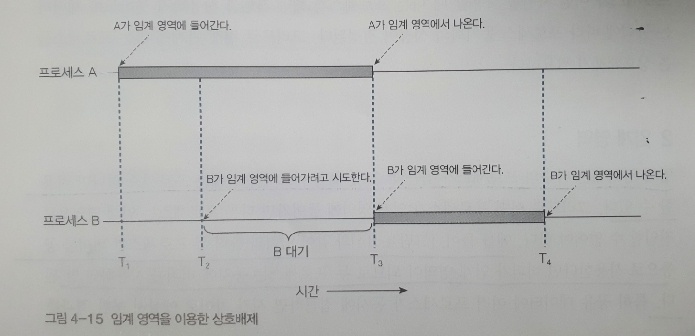 A가 임계 영역에 들어간다.
A가 임계 영역에서 나온다.
프로세스 A
B가 임계 영역에 들어가려고 시도한다.
B가 임계 영역에 들어간다.
B가 임계 영역에서 나온다.
프로세스 B
B 대기
T1
T2
T3
T4
시간
그림 4-15 임계 영역을 이용한 상호배제